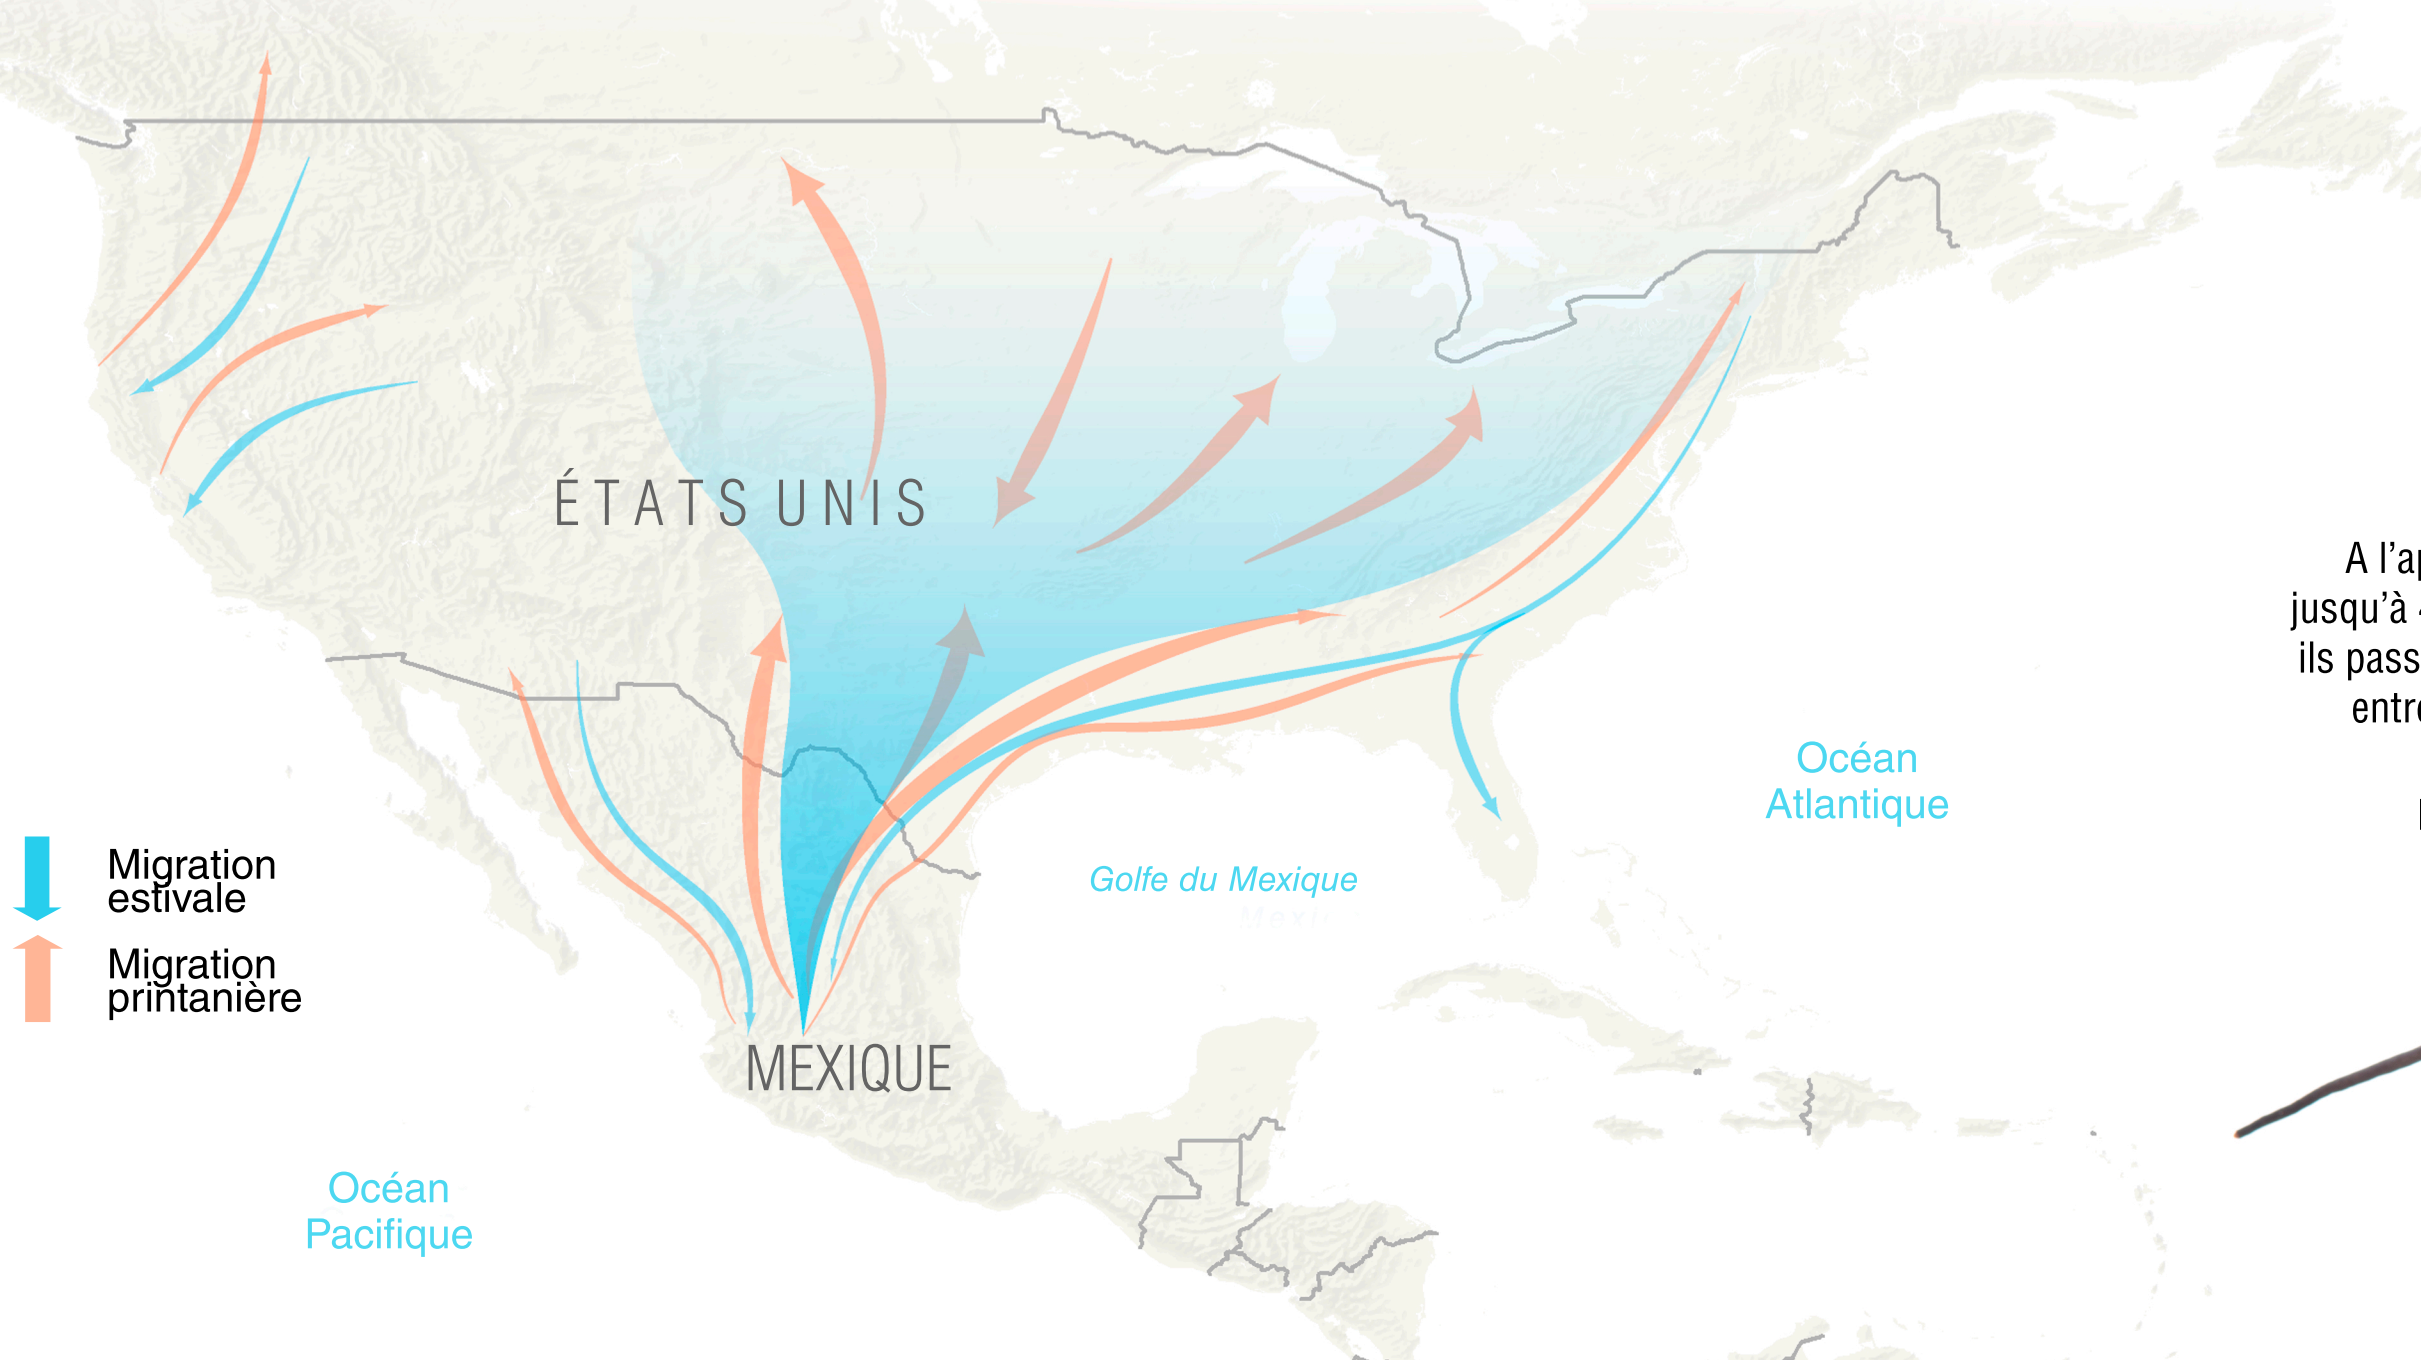 ÉTATS UNIS
A l'ap
jusqu'à
ils pass
entre
Océan
Atlantique
Migration
estivale
Golfe du Mexique
Mexi
Migration
printanière
MEXIQUE
Océan
Pacifique